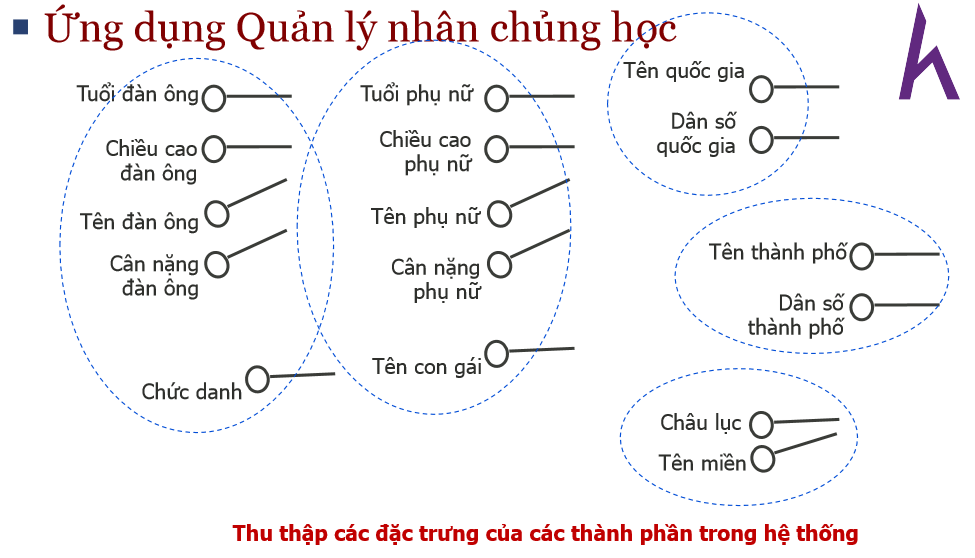 Ứng dụng Quản lý nhân chủng học
Tuổi đàn ông
Chiều cao
đàn ông
Tên đàn ông
Cân nặng
đàn ông
Chức danh
Tuổi phụ nữ
Chiều cao
phụ nữ
Tên phụ nữ
Cân nặng
phụ nữ
Tên con gái
Tên quốc gia
Dân số
quốc gia
Tên thành phố
Dân số
thành phố
Châu lục
Tên miền
Thu thập các đặc trưng của các thành phần trong hệ thống